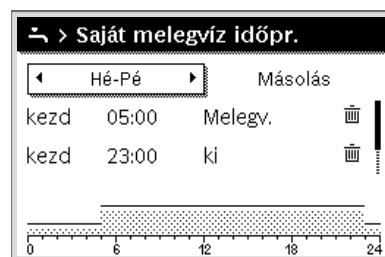 > Saját melegvíz időpr.
Hé-Pé Másolás
kezd 05:00 Melegv.
kezd 23:00 ki
0 6 12 18 24